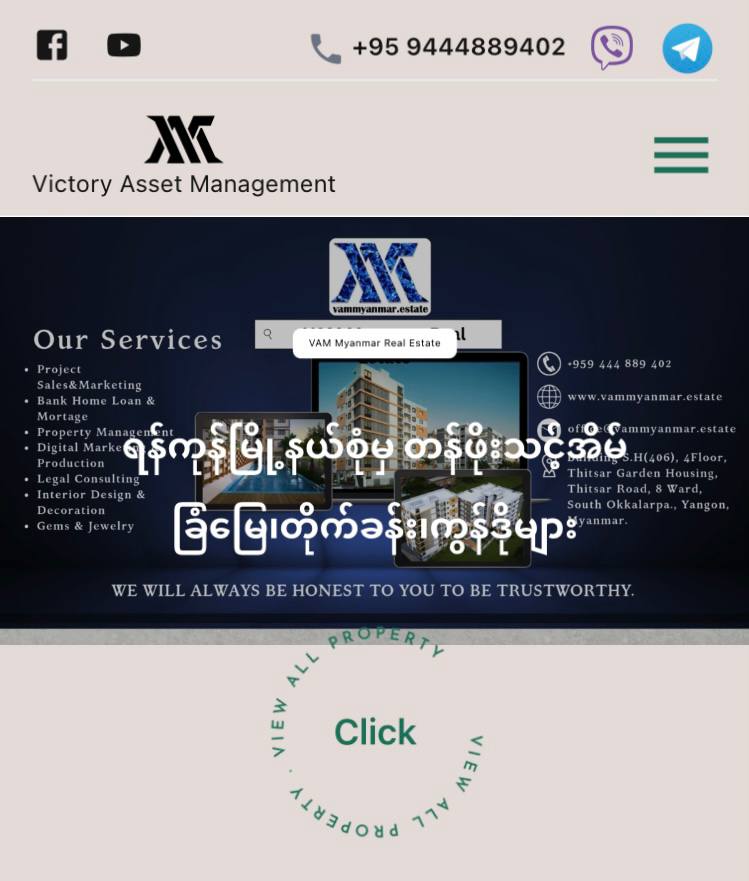 +95 9444889402
Victory Asset Management
vammyanmar.estate
VAM Myanmar Real Estate
Our Services
• Project
Sales&Marketing
• Bank Home Loan &
Mortage
• Property Management
• Digital Marke
Production
• Legal Consulting
• Interior Design &
Decoration
• Gems & Jewelry
+959 444 889 402
www.vammyanmar.estate
vammyanmar.estate
Building S.H(406), 4Floor,
Thitsar Garden Housing,
Thitsar Road, 8 Ward,
South Okkalarpa., Yangon,
Myanmar.
ရန်ကုန်မြို့နယ်စုံမှ တန်ဖိုးသင့်အိမ်
ခြံမြေ၊တိုက်ခန်း၊ကွန်ဒိုများ
WE WILL ALWAYS BE HONEST TO YOU TO BE TRUSTWORTHY.
VIEW ALL PROPERTY . VIEW ALL PROPERTY
Click